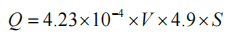 Q = 4.23×10⁻⁴ × V × 4.9 × S